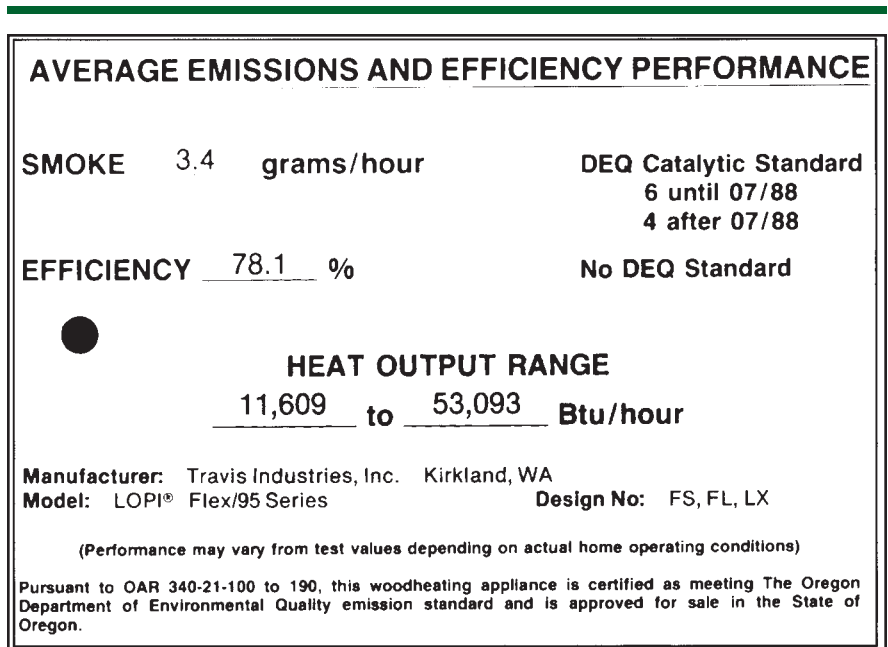 AVERAGE EMISSIONS AND EFFICIENCY PERFORMANCE
SMOKE 3.4 grams/hour DEQ Catalytic Standard
6 until 07/88
4 after 07/88
EFFICIENCY 78.1 % No DEQ Standard
HEAT OUTPUT RANGE
11,609 to 53,093 Btu/hour
Manufacturer: Travis Industries, Inc. Kirkland, WA
Model: LOPI® Flex/95 Series Design No: FS, FL, LX
(Performance may vary from test values depending on actual home operating conditions)
Pursuant to OAR 340-21-100 to 190, this woodheating appliance is certified as meeting The Oregon
Department of Environmental Quality emission standard and is approved for sale in the State of
Oregon.